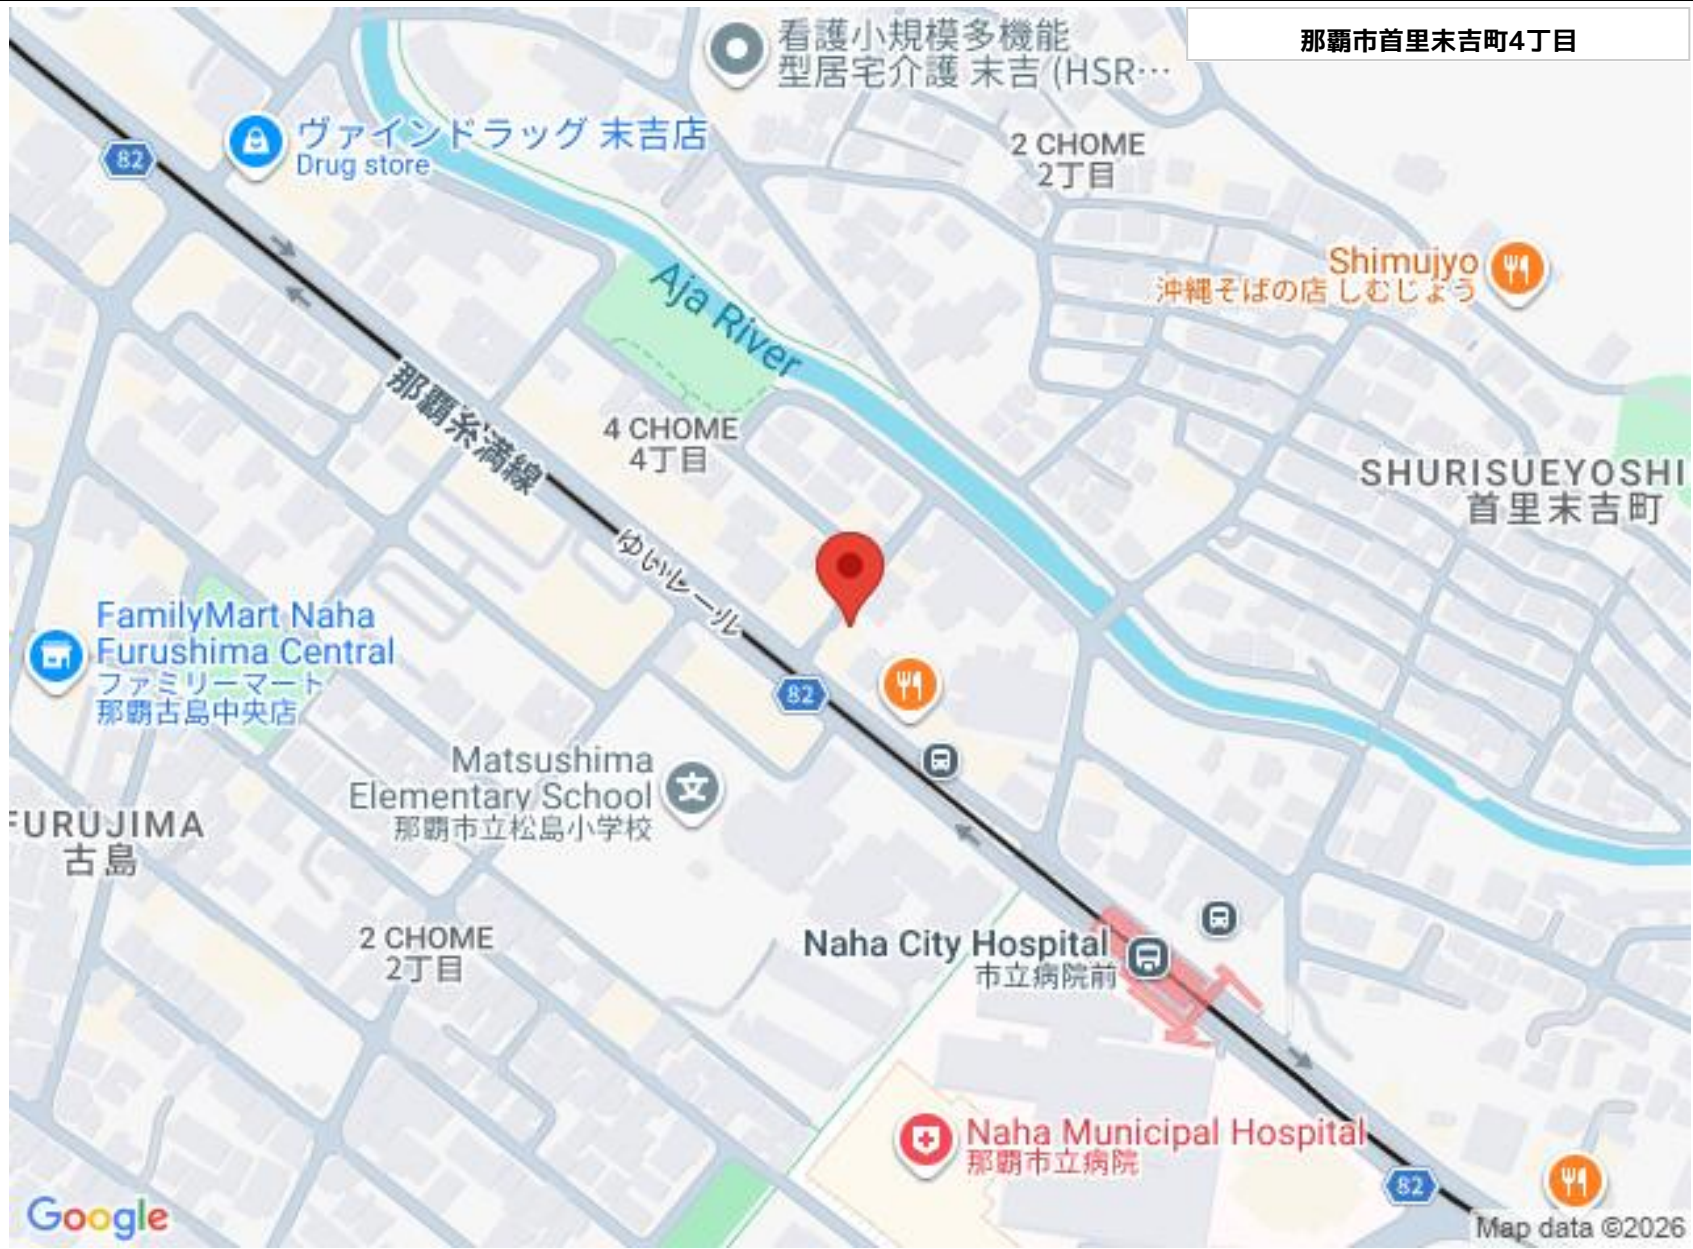 那覇市首里末吉町4丁目
看護小規模多機能
型居宅介護 末吉 (HSR…
ヴァインドラッグ 末吉店
Drug store
82
2 CHOME
2丁目
Shimujyo
沖縄そばの店 しむじょう
Aja River
那覇糸満線
4 CHOME
4丁目
SHURISUEYOSHI
首里末吉町
ゆいレール
FamilyMart Naha
Furushima Central
ファミリーマート
那覇古島中央店
82
Matsushima
Elementary School
那覇市立松島小学校
文
FURUJIMA
古島
2 CHOME
2丁目
Naha City Hospital
市立病院前
Naha Municipal Hospital
那覇市立病院
82
Google
Map data ©2026